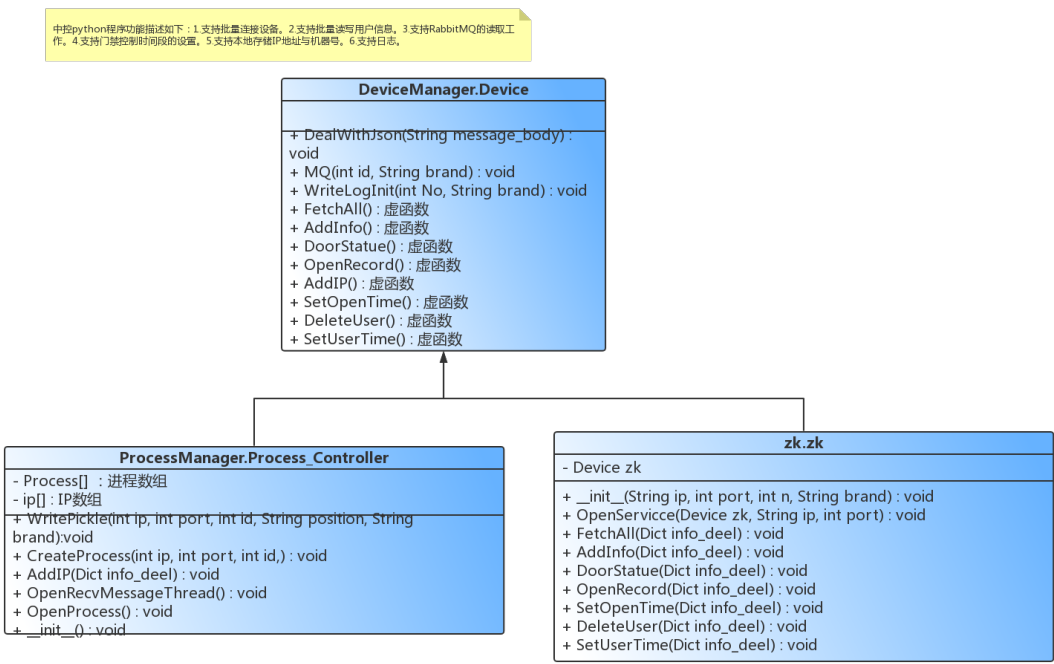 中控python程序功能描述如下：1.支持批量连接设备。2.支持批量读写用户信息。3.支持RabbitMQ的读取工
作。4.支持门禁控制时间段的设置。5.支持本地存储IP地址与机器号。6.支持日志。
DeviceManager.Device
+ DealWithJson(String message_body) :
void
+ MQ(int id, String brand) : void
+ WriteLogInit(int No, String brand) : void
+ FetchAll() : 虚函数
+ AddInfo() : 虚函数
+ DoorStatue() : 虚函数
+ OpenRecord() : 虚函数
+ AddIP() : 虚函数
+ SetOpenTime() : 虚函数
+ DeleteUser() : 虚函数
+ SetUserTime() : 虚函数
ProcessManager.Process_Controller
- Process[] ：进程数组
- ip[] : IP数组
+ WritePickle(int ip, int port, int id, String position, String
brand):void
+ CreateProcess(int ip, int port, int id,) : void
+ AddIP(Dict info_deel) : void
+ OpenRecvMessageThread() : void
+ OpenProcess() : void
+ __init__() : void
zk.zk
- Device zk
+ __init__(String ip, int port, int n, String brand) : void
+ OpenServicce(Device zk, String ip, int port) : void
+ FetchAll(Dict info_deel) : void
+ AddInfo(Dict info_deel) : void
+ DoorStatue(Dict info_deel) : void
+ OpenRecord(Dict info_deel) : void
+ SetOpenTime(Dict info_deel) : void
+ DeleteUser(Dict info_deel) : void
+ SetUserTime(Dict info_deel) : void